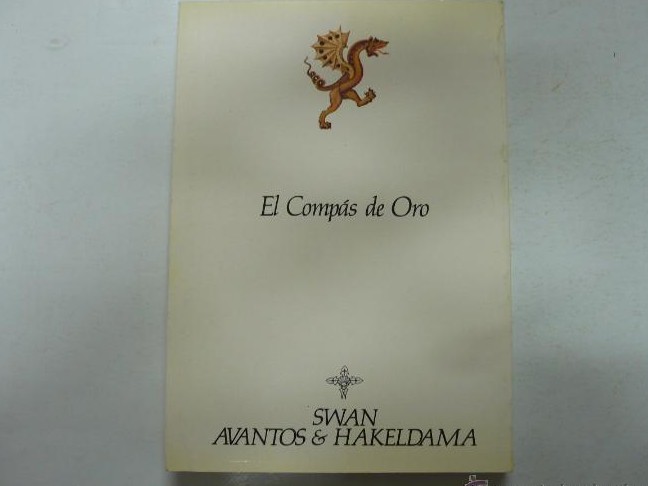 El Compás de Oro
SWAN
AVANTOS & HAKELDAMA